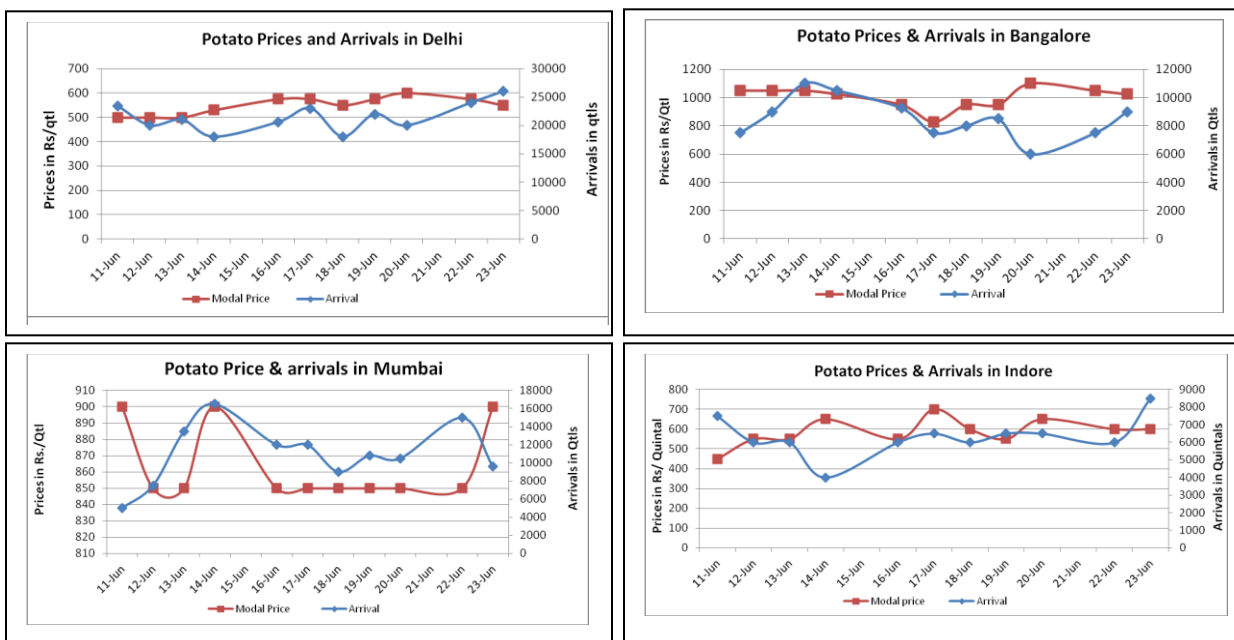 Potato Prices and Arrivals in Delhi
700
600
500
400
300
200
100
0
30000
25000
20000
15000
10000
5000
0
Prices in Rs/qtl
Arrivals in qtls
11-Jun
12-Jun
13-Jun
14-Jun
15-Jun
16-Jun
17-Jun
18-Jun
19-Jun
20-Jun
21-Jun
22-Jun
23-Jun
Modal Price
Arrival
Potato Prices & Arrivals in Bangalore
1200
1000
800
600
400
200
0
12000
10000
8000
6000
4000
2000
0
Prices in Rs/Qtl
Arrivals in Qtls
11-Jun
12-Jun
13-Jun
14-Jun
15-Jun
16-Jun
17-Jun
18-Jun
19-Jun
20-Jun
21-Jun
22-Jun
23-Jun
Modal Price
Arrival
Potato Price & arrivals in Mumbai
910
900
890
880
870
860
850
840
830
820
810
18000
16000
14000
12000
10000
8000
6000
4000
2000
0
Prices in Rs,/Qtl
Arrivals in Qtls
11-Jun
12-Jun
13-Jun
14-Jun
15-Jun
16-Jun
17-Jun
18-Jun
19-Jun
20-Jun
21-Jun
22-Jun
23-Jun
Modal Price
Arrival
Potato Prices & Arrivals in Indore
800
700
600
500
400
300
200
100
0
9000
8000
7000
6000
5000
4000
3000
2000
1000
0
Prices in Rs/ Quintal
Arrivals in Quintals
11-Jun
12-Jun
13-Jun
14-Jun
15-Jun
16-Jun
17-Jun
18-Jun
19-Jun
20-Jun
21-Jun
22-Jun
23-Jun
Modal price
Arrival